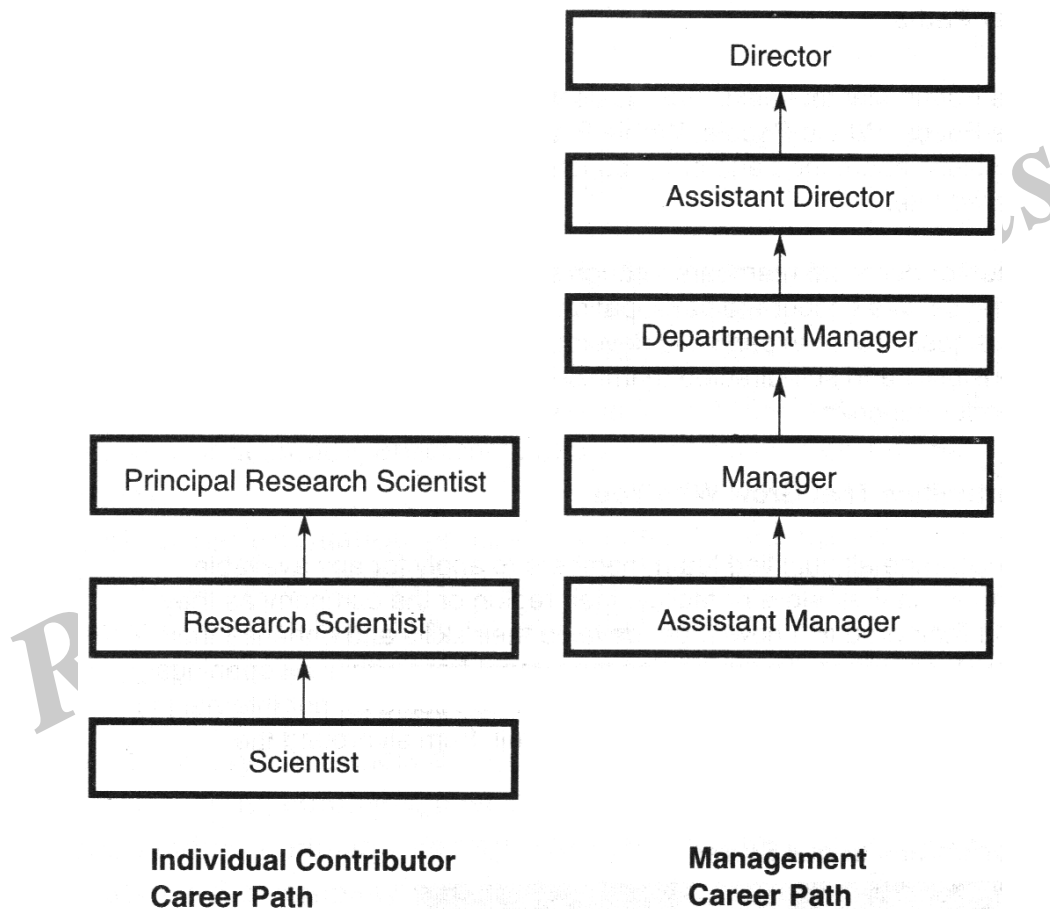 Director
Assistant Director
Department Manager
Manager
Assistant Manager
Principal Research Scientist
Research Scientist
Scientist
Individual Contributor
Career Path
Management
Career Path